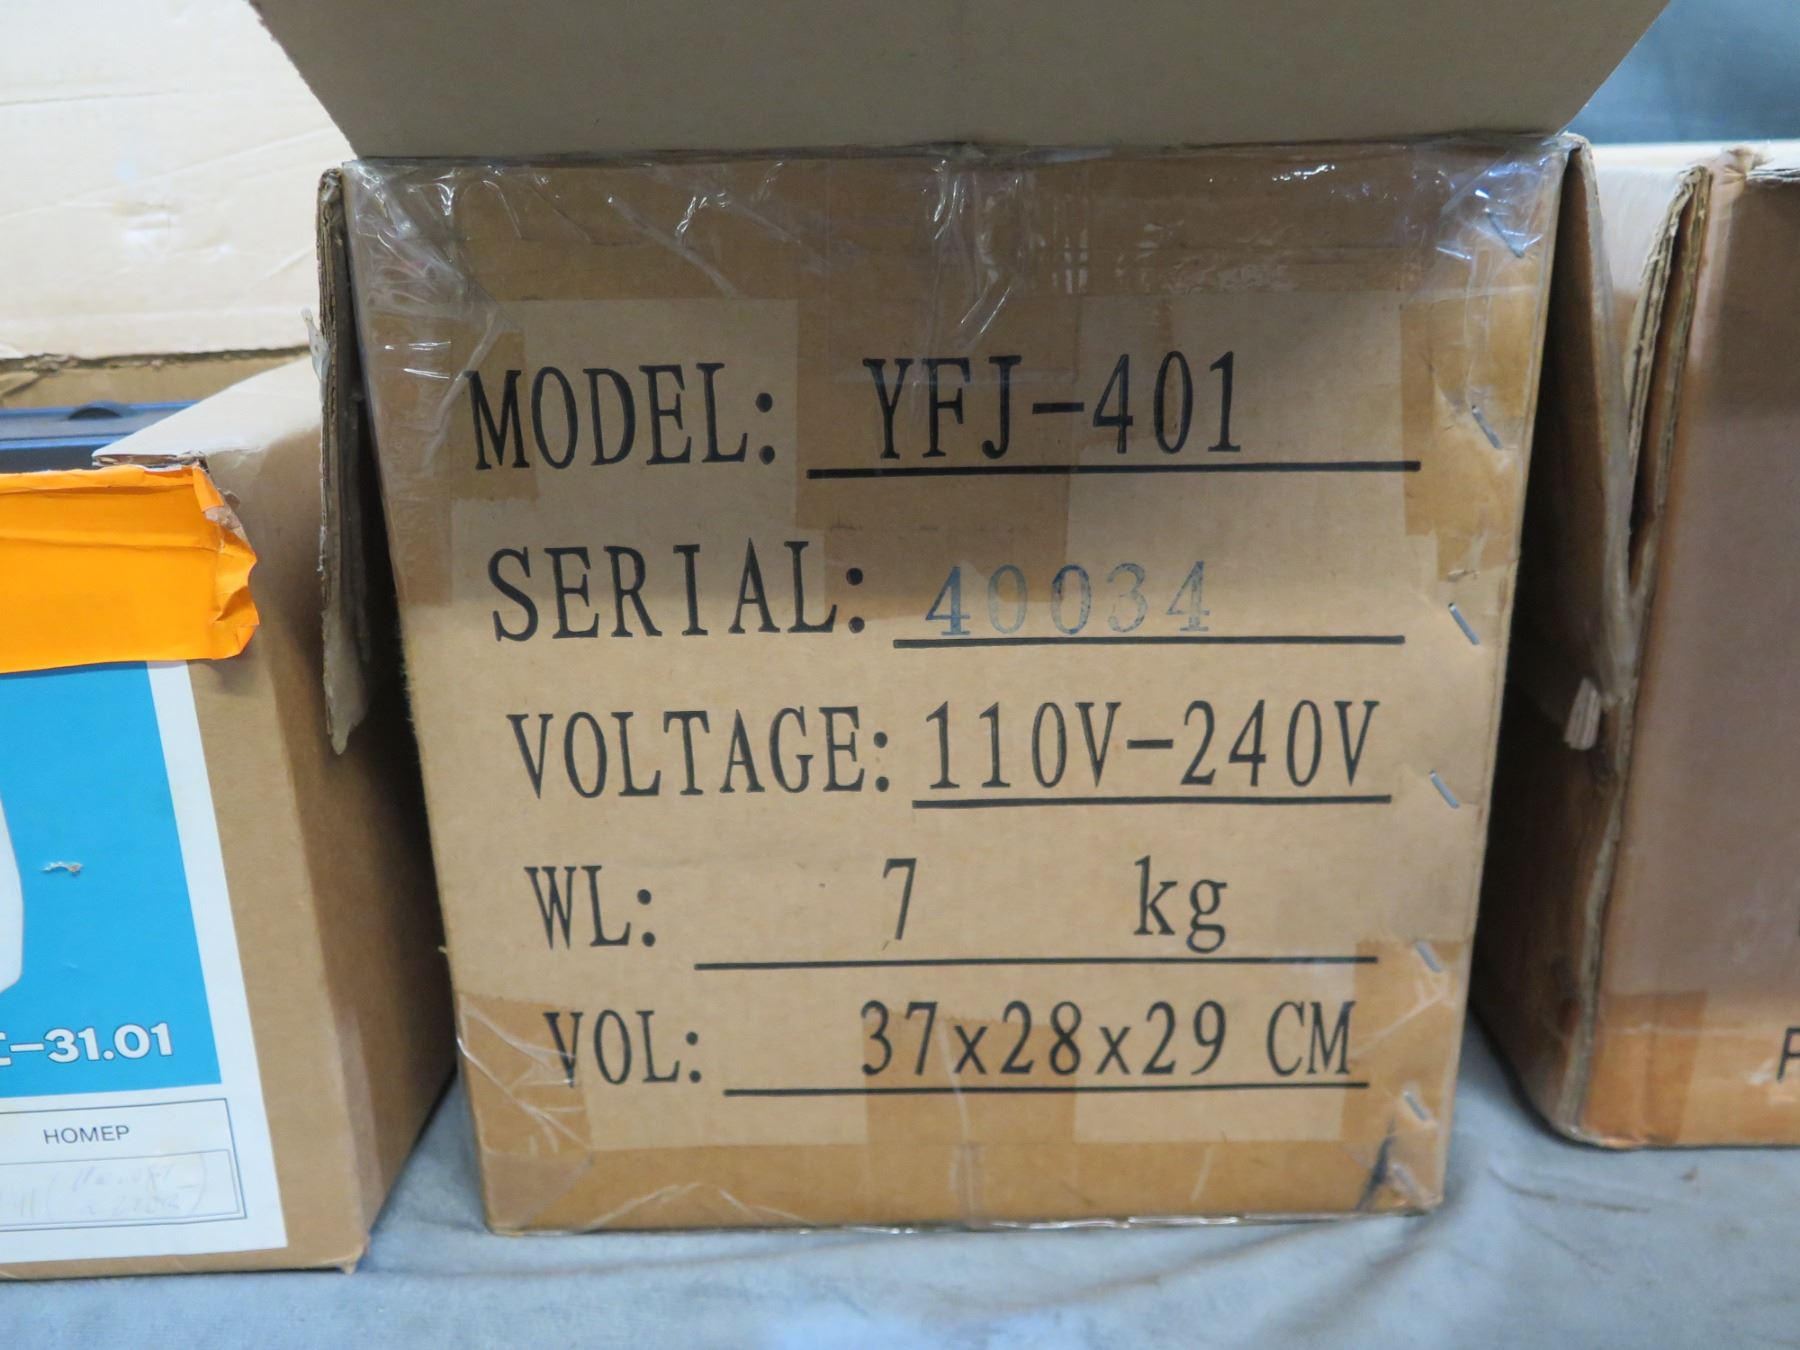 MODEL: YFJ-401
SERIAL: 40034
VOLTAGE: 110V-240V
WL: 7 kg
VOL: 37x28x29 CM
-31.01
НОМЕР